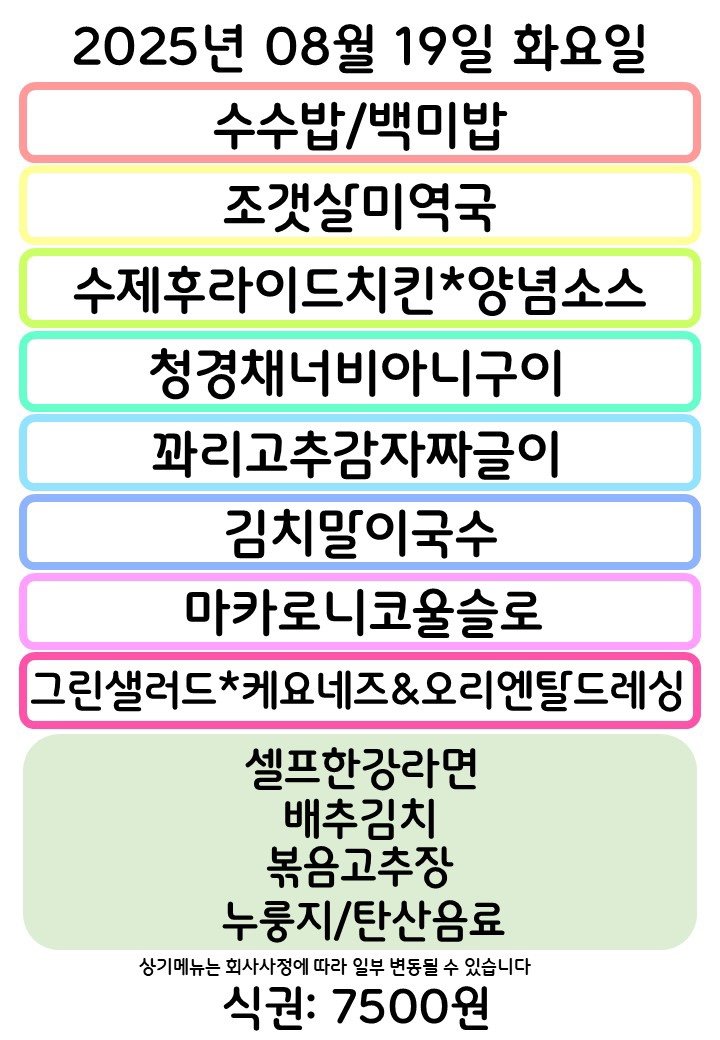 2025년 08월 19일 화요일
수수밥/백미밥
조갯살미역국
수제후라이드치킨*양념소스
청경채너비아니구이
꽈리고추감자짜글이
김치말이국수
마카로니코울슬로
그린샐러드*케요네즈&오리엔탈드레싱
셀프한강라면
배추김치
볶음고추장
누룽지/탄산음료
상기메뉴는 회사사정에 따라 일부 변동될 수 있습니다
식권: 7500원